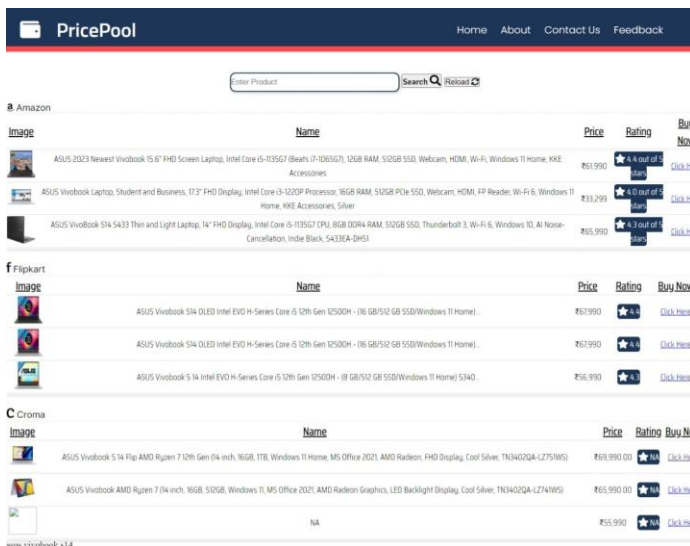 PricePool
Home About Contact Us Feedback
Enter Product Search Reload
a Amazon
Image Name Price Rating Buy Now
ASUS 2023 Newest Vivobook 15.6" FHD Screen Laptop, Intel Core i5-1135G7 (Beats i7-1065G7), 12GB RAM, 512GB SSD, Webcam, HDMI, Wi-Fi, Windows 11 Home, KKE
Accessories
₹61,990 4.4 out of 5
stars
Click H
ASUS Vivobook Laptop, Student and Business, 17.3" FHD Display, Intel Core i3-1220P Processor, 16GB RAM, 512GB PCIe SSD, Webcam, HDMI, FP Reader, Wi-Fi 6, Windows 11
Home, KKE Accessories, Silver
₹33,299 4.0 out of 5
stars
Click H
ASUS VivoBook S14 S433 Thin and Light Laptop, 14" FHD Display, Intel Core i5-1135G7 CPU, 8GB DDR4 RAM, 512GB SSD, Thunderbolt 3, Wi-Fi 6, Windows 10, AI Noise-
Cancellation, Indie Black, S433EA-DH51
₹65,990 4.3 out of 5
stars
Click H
f Flipkart
Image Name Price Rating Buy Now
ASUS Vivobook S14 OLED Intel EVO H-Series Core i5 12th Gen 12500H - (16 GB/512 GB SSD/Windows 11 Home)... ₹67,990 4.4 Click Here
ASUS Vivobook S14 OLED Intel EVO H-Series Core i5 12th Gen 12500H - (16 GB/512 GB SSD/Windows 11 Home)... ₹67,990 4.4 Click Here
ASUS Vivobook S 14 Intel EVO H-Series Core i5 12th Gen 12500H - (8 GB/512 GB SSD/Windows 11 Home) S340... ₹56,990 4.3 Click Here
C Croma
Image Name Price Rating Buy N
ASUS Vivobook S 14 Flip AMD Ryzen 7 12th Gen (14 inch, 16GB, 1TB, Windows 11 Home, MS Office 2021, AMD Radeon, FHD Display, Cool Silver, TN3402QA-LZ751WS) ₹69,990.00 NA Click He
ASUS Vivobook AMD Ryzen 7 (14 inch, 16GB, 512GB, Windows 11, MS Office 2021, AMD Radeon Graphics, LED Backlight Display, Cool Silver, TN3402QA-LZ741WS) ₹65,990.00 NA Click He
NA ₹55,990 NA Click He
asus vivobook s14